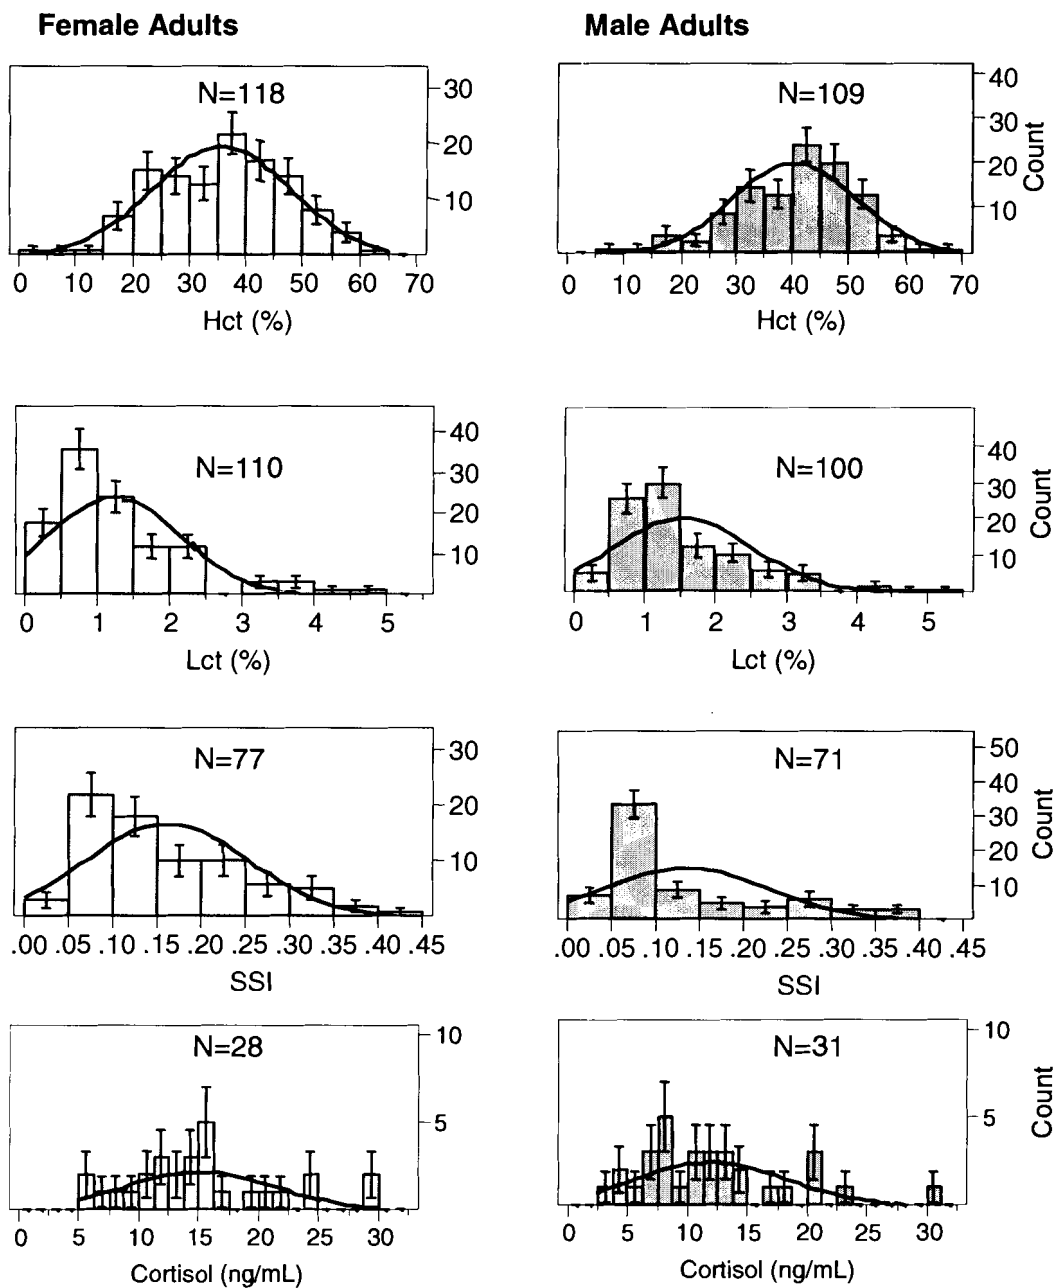 Female Adults Male Adults
N=118 N=109
30 20 10
40 30 20 10
Count
0 10 20 30 40 50 60 70
Hct (%)
0 10 20 30 40 50 60 70
Hct (%)
N=110 N=100
40 30 20 10
40 30 20 10
Count
0 1 2 3 4 5
Lct (%)
0 1 2 3 4 5
Lct (%)
N=77 N=71
30 20 10
50 40 30 20 10
Count
.00 .05 .10 .15 .20 .25 .30 .35 .40 .45
SSI
.00 .05 .10 .15 .20 .25 .30 .35 .40 .45
SSI
N=28 N=31
10 5
10 5
Count
0 5 10 15 20 25 30
Cortisol (ng/mL)
0 5 10 15 20 25 30
Cortisol (ng/mL)